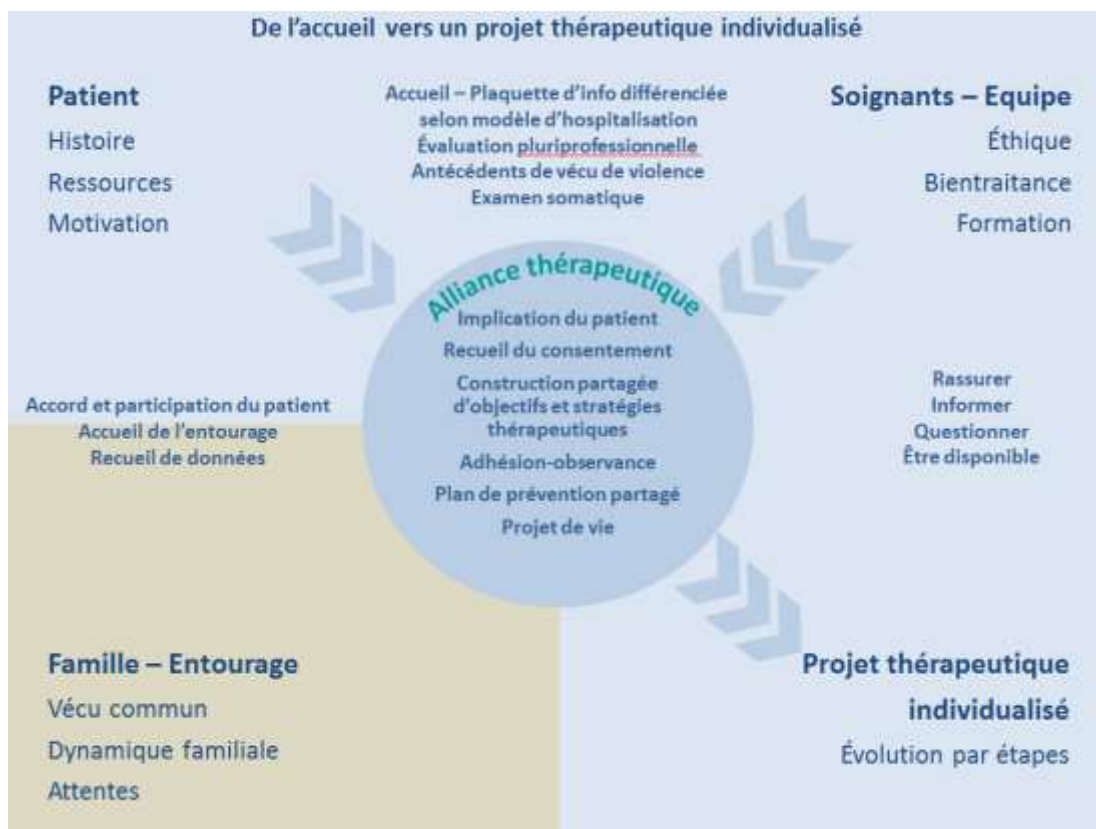 De l'accueil vers un projet thérapeutique individualisé
Patient
Histoire
Ressources
Motivation
Accueil – Plaquette d'info différenciée
selon modèle d'hospitalisation
Évaluation pluriprofessionnelle
Antécédents de vécu de violence
Examen somatique
Soignants – Equipe
Éthique
Bientraitance
Formation
Alliance thérapeutique
Implication du patient
Recueil du consentement
Construction partagée
d'objectifs et stratégies
thérapeutiques
Adhésion-observance
Plan de prévention partagé
Projet de vie
Accord et participation du patient
Accueil de l'entourage
Recueil de données
Rassurer
Informer
Questionner
Être disponible
Famille – Entourage
Vécu commun
Dynamique familiale
Attentes
Projet thérapeutique
individualisé
Évolution par étapes